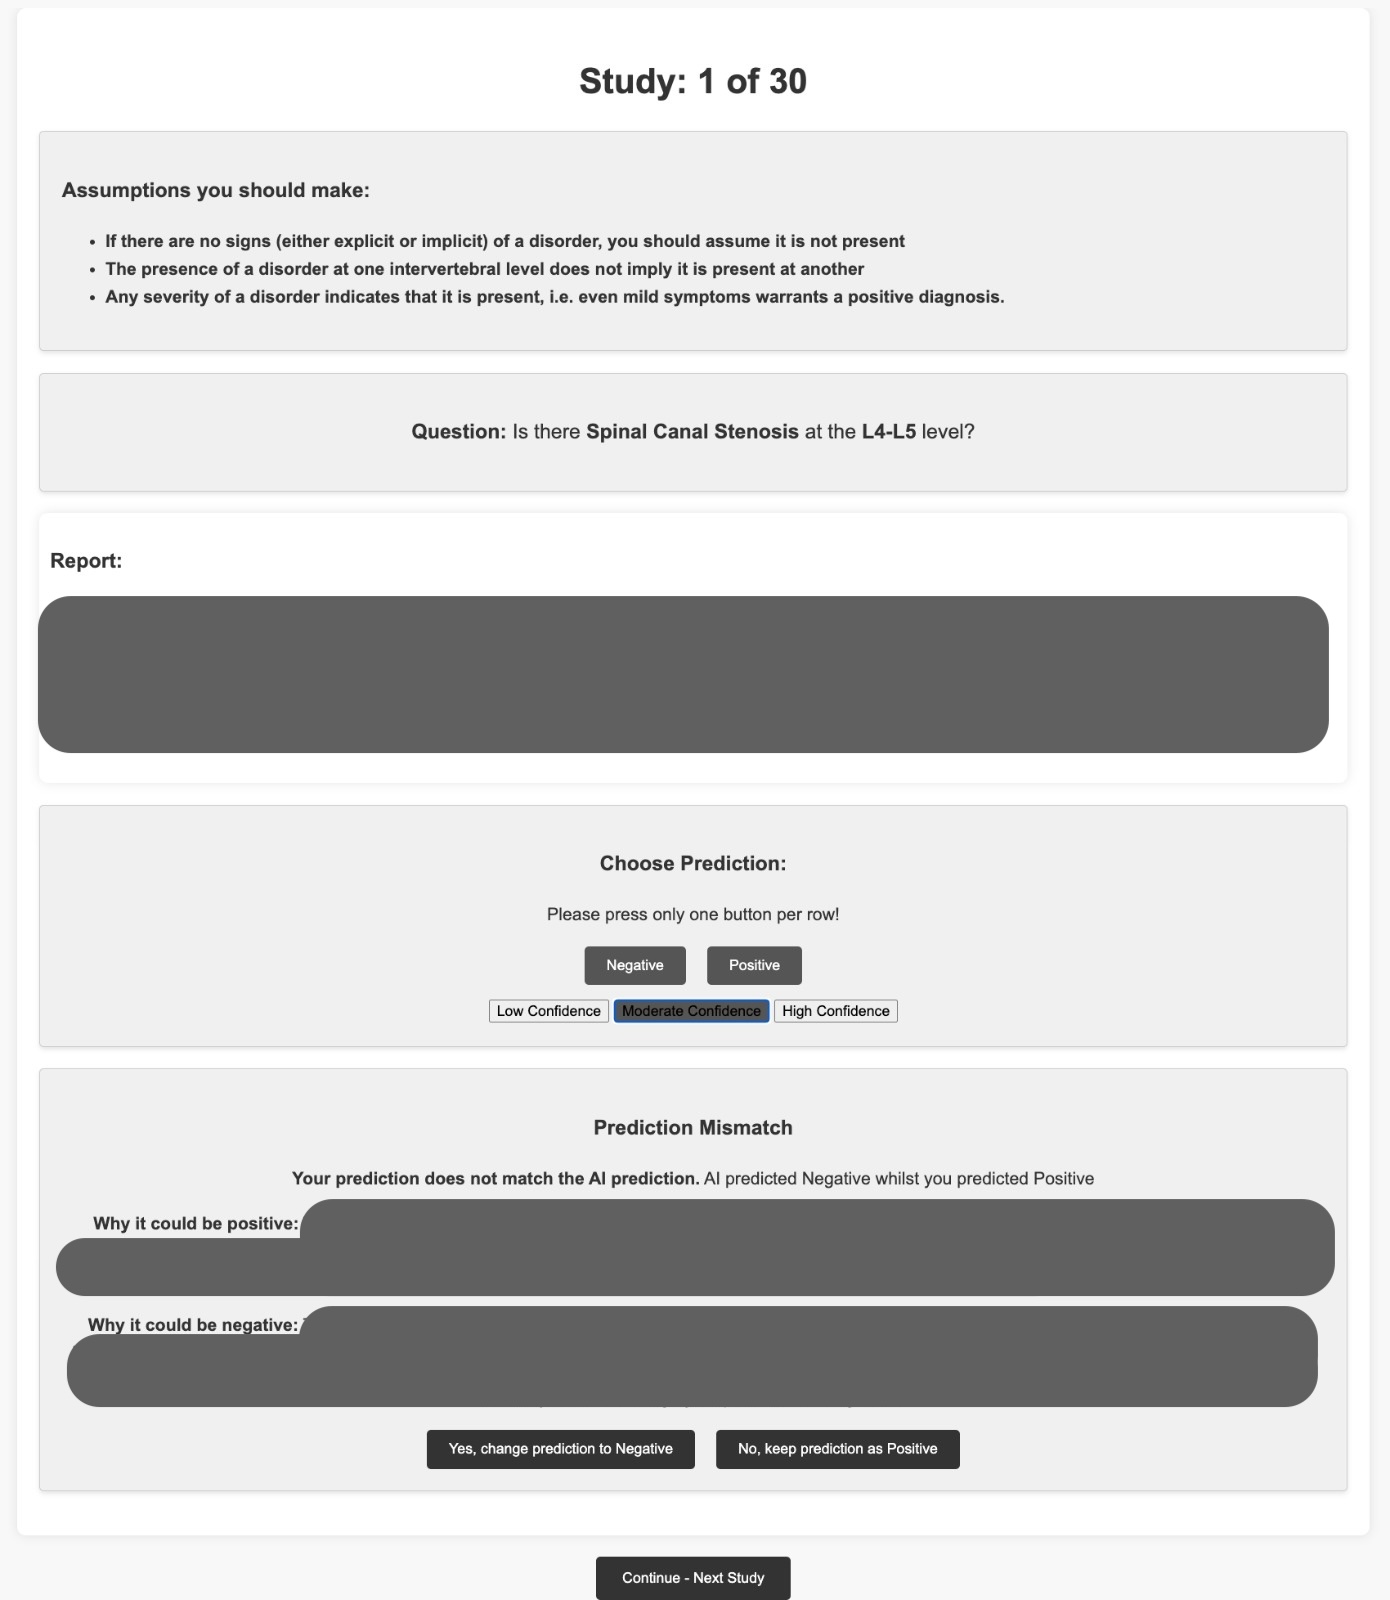 Study: 1 of 30
Assumptions you should make:
• If there are no signs (either explicit or implicit) of a disorder, you should assume it is not present
• The presence of a disorder at one intervertebral level does not imply it is present at another
• Any severity of a disorder indicates that it is present, i.e. even mild symptoms warrants a positive diagnosis.
Question: Is there Spinal Canal Stenosis at the L4-L5 level?
Report:
Choose Prediction:
Please press only one button per row!
Negative Positive
Low Confidence Moderate Confidence High Confidence
Prediction Mismatch
Your prediction does not match the AI prediction. AI predicted Negative whilst you predicted Positive
Why it could be positive:
Why it could be negative:
Yes, change prediction to Negative No, keep prediction as Positive
Continue - Next Study